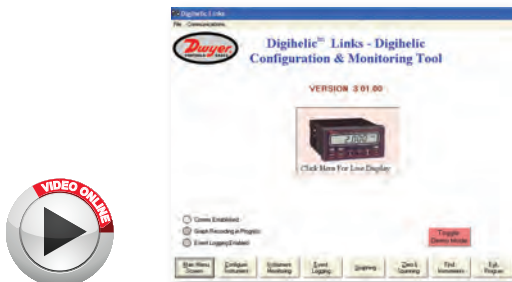 Digihelic Links
File Communications
Dwyer
Digihelic™ Links - Digihelic
Configuration & Monitoring Tool
VERSION 3.01.00
2.000
Click Here For Live Display
Comms Established
Graph Recording in Progress
Event Logging Enabled
Toggle
Demo Mode
Main Menu
Screen
Configure
Instrument
Instrument
Monitoring
Event
Logging
Graphing
Zero &
Spanning
Find
Instruments
Exit
Program
VIDEO ONLINE